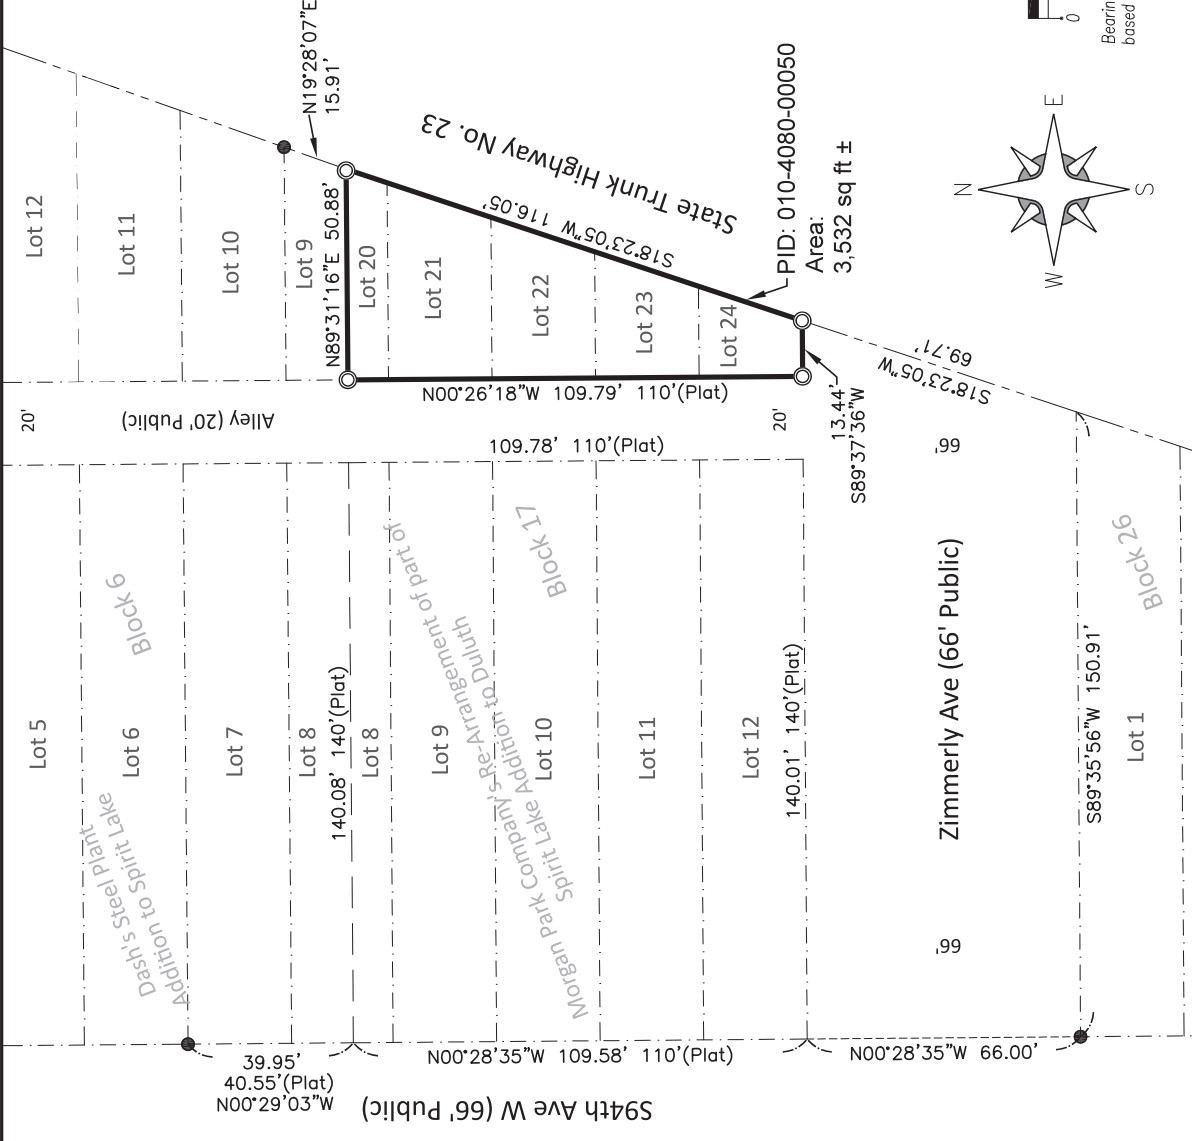 N19°28'07"E
15.91'
0
Bearin
based
Lot 12
Lot 11
Lot 10
Lot 9
N89°31'16"E 50.88'
Lot 20
Lot 21
Lot 22
Lot 23
Lot 24
State Trunk Highway No. 23
S18°23'05"W 116.05'
PID: 010-4080-00050
Area:
3,532 sq ft ±
N
E
S
W
20'
Alley (20' Public)
N00°26'18"W 109.79' 110'(Plat)
20'
13.44'
S89°37'36"W
69.71'
S18°23'05"W
109.78' 110'(Plat)
66'
Block 6
Morgan Park Company's Re-Arrangement of part of
Spirit Lake Addition to Duluth
Block 17
Block 26
Lot 5
Lot 6
Lot 7
Lot 8
140.08' 140'(Plat)
Lot 8
Lot 9
Lot 10
Lot 11
Lot 12
140.01' 140'(Plat)
Zimmerly Ave (66' Public)
S89°35'56"W 150.91'
Lot 1
Dash's Steel Plant
Addition to Spirit Lake
66'
39.95'
40.55'(Plat)
N00°29'03"W
N00°28'35"W 109.58' 110'(Plat)
N00°28'35"W 66.00'
S94th Ave W (66' Public)